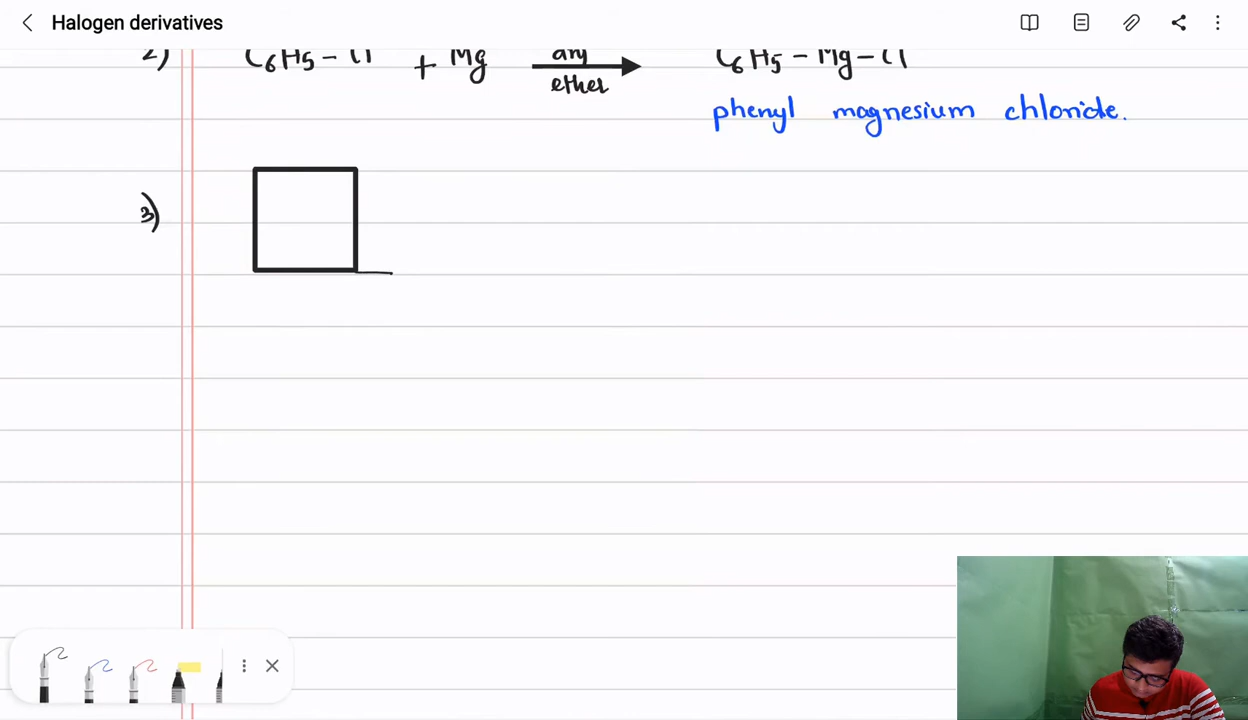 Halogen derivatives
2) C6H5-Cl + Mg dry ether C6H5-Mg-Cl
phenyl magnesium chloride.
3)